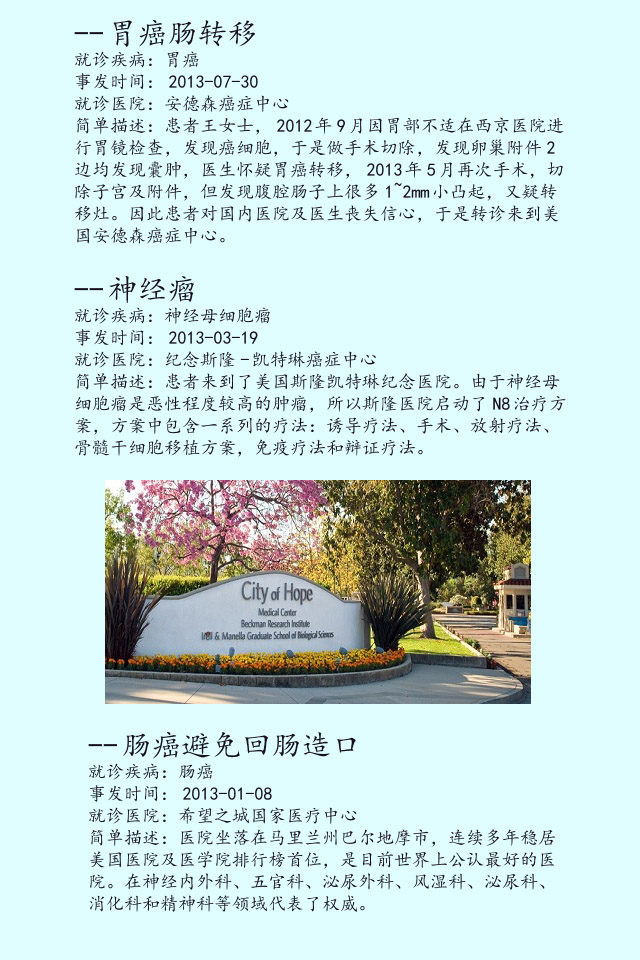 --胃癌肠转移
就诊疾病：胃癌
事发时间： 2013-07-30
就诊医院：安德森癌症中心
简单描述：患者王女士， 2012年9月因胃部不适在西京医院进
行胃镜检查，发现癌细胞，于是做手术切除，发现卵巢附件2
边均发现囊肿，医生怀疑胃癌转移， 2013年5月再次手术，切
除子宫及附件，但发现腹腔肠子上很多1~2mm小凸起，又疑转
移灶。因此患者对国内医院及医生丧失信心，于是转诊来到美
国安德森癌症中心。
--神经瘤
就诊疾病：神经母细胞瘤
事发时间： 2013-03-19
就诊医院：纪念斯隆-凯特琳癌症中心
简单描述：患者来到了美国斯隆凯特琳纪念医院。由于神经母
细胞瘤是恶性程度较高的肿瘤，所以斯隆医院启动了N8治疗方
案，方案中包含一系列的疗法：诱导疗法、手术、放射疗法、
骨髓干细胞移植方案，免疫疗法和辩证疗法。
City of Hope
Medical Center
Beckman Research Institute
& Manella Graduate School of Biological Sciences
--肠癌避免回肠造口
就诊疾病：肠癌
事发时间： 2013-01-08
就诊医院：希望之城国家医疗中心
简单描述：医院坐落在马里兰州巴尔地摩市，连续多年稳居
美国医院及医学院排行榜首位，是目前世界上公认最好的医
院。在神经内外科、五官科、泌尿外科、风湿科、泌尿科、
消化科和精神科等领域代表了权威。